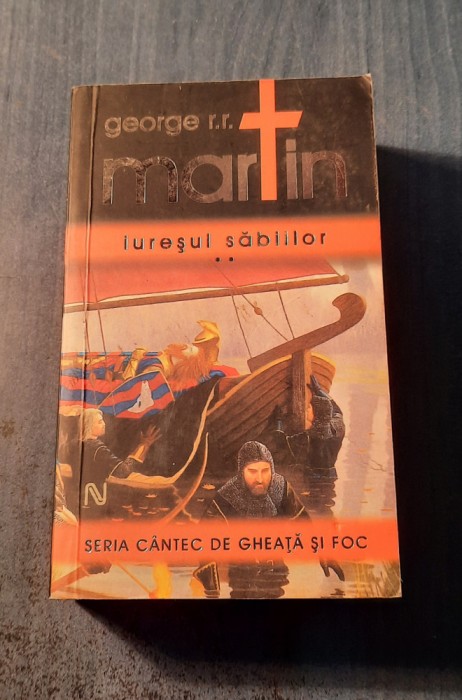 george r.r.
martin
iureşul săbiilor
SERIA CÂNTEC DE GHEAŢĂ ŞI FOC